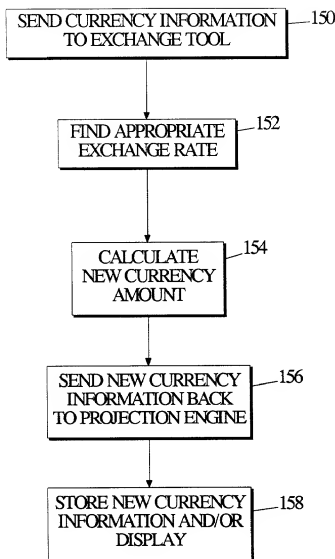 SEND CURRENCY INFORMATION
TO EXCHANGE TOOL
150
FIND APPROPRIATE
EXCHANGE RATE
152
CALCULATE
NEW CURRENCY
AMOUNT
154
SEND NEW CURRENCY
INFORMATION BACK
TO PROJECTION ENGINE
156
STORE NEW CURRENCY
INFORMATION AND/OR
DISPLAY
158